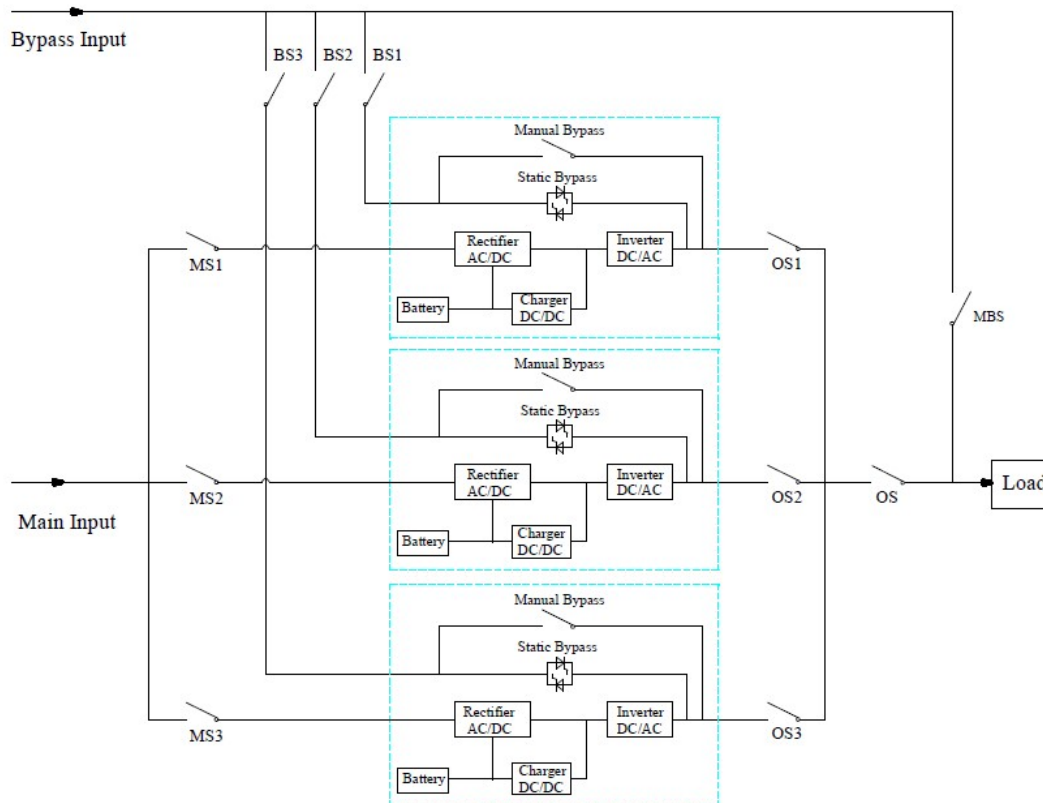 Bypass Input
BS3
BS2
BS1
Manual Bypass
Static Bypass
MS1
Rectifier
AC/DC
Inverter
DC/AC
OS1
Battery
Charger
DC/DC
MBS
Manual Bypass
Static Bypass
Main Input
MS2
Rectifier
AC/DC
Inverter
DC/AC
OS2
OS
Load
Battery
Charger
DC/DC
Manual Bypass
Static Bypass
MS3
Rectifier
AC/DC
Inverter
DC/AC
OS3
Battery
Charger
DC/DC